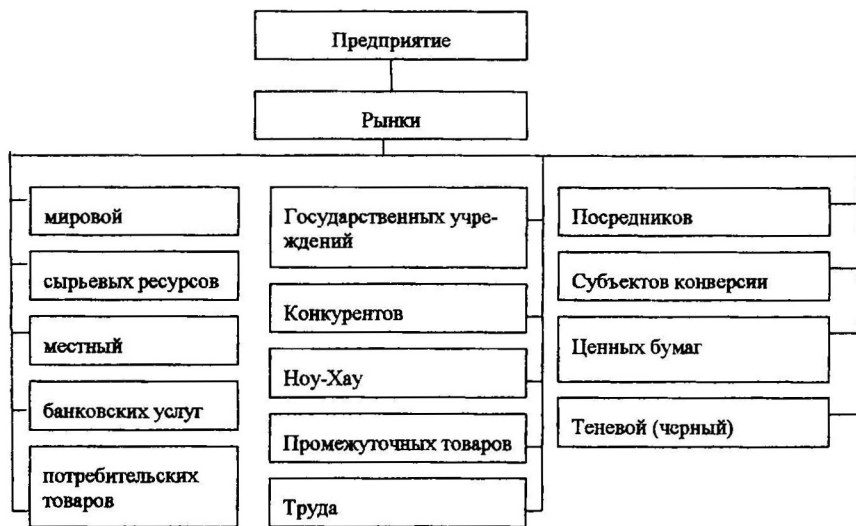 Предприятие
Рынки
мировой
сырьевых ресурсов
местный
банковских услуг
потребительских
товаров
Государственных учре-
ждений
Конкурентов
Ноу-Хау
Промежуточных товаров
Труда
Посредников
Субъектов конверсии
Ценных бумаг
Теневой (черный)